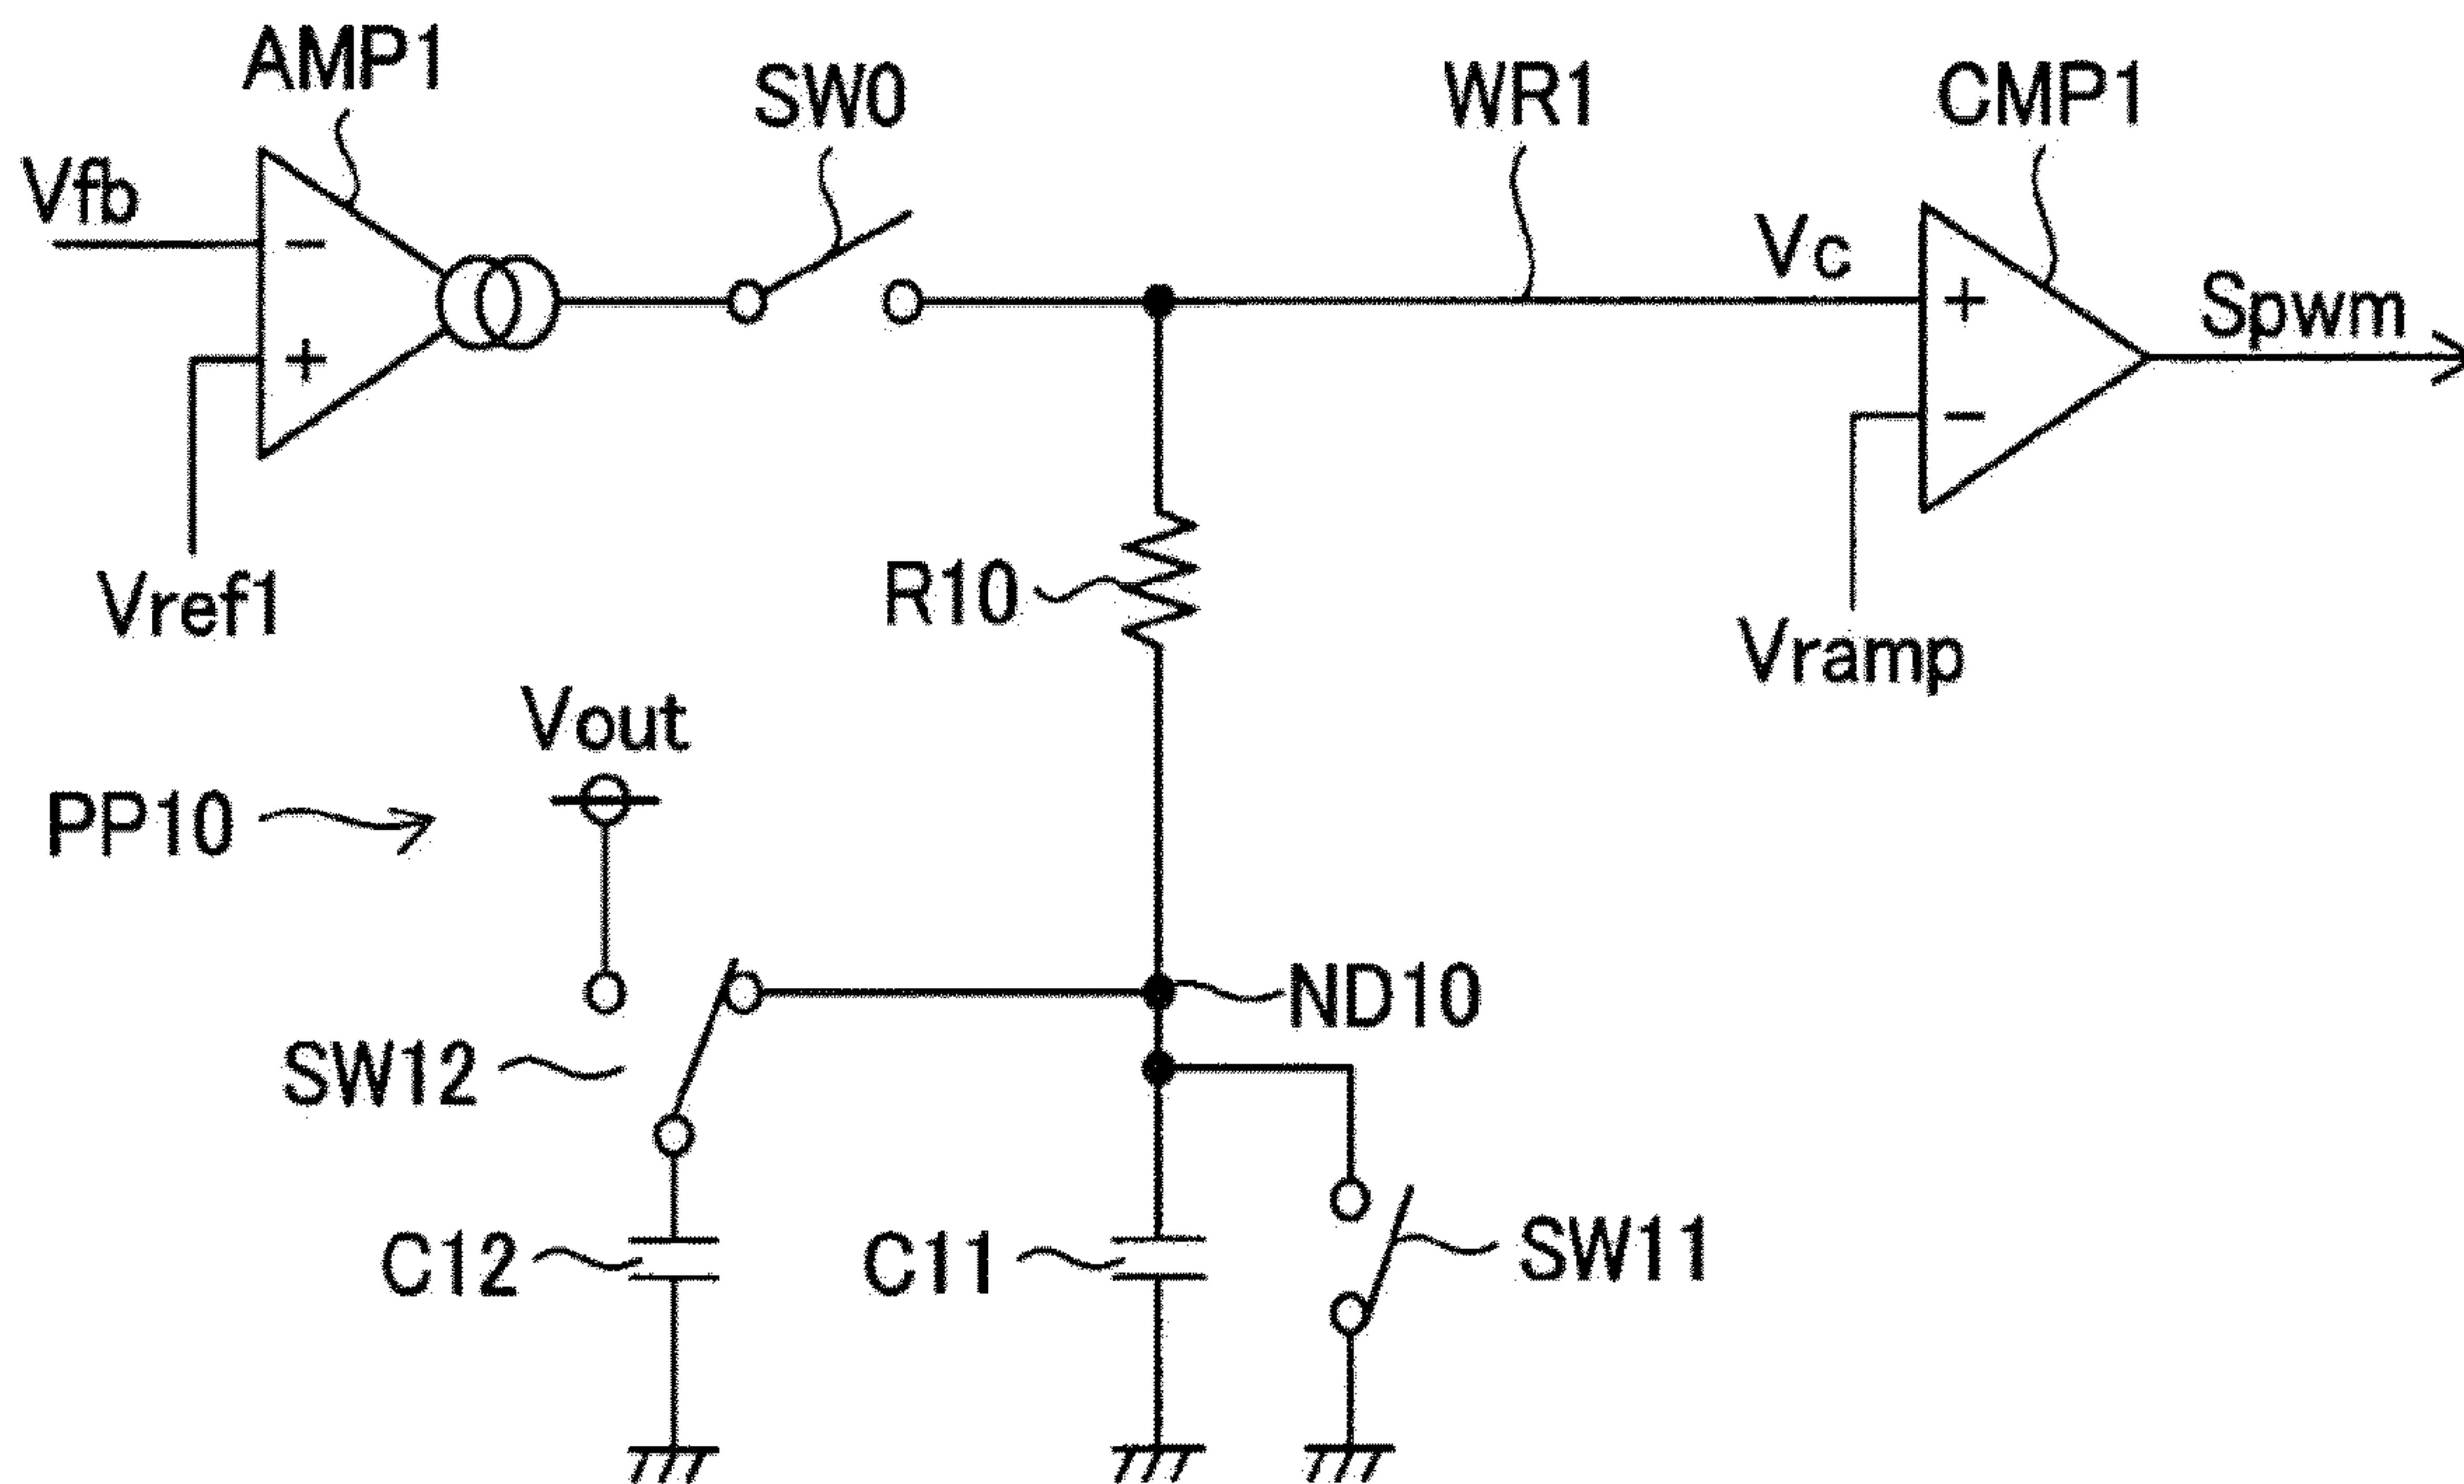 AMP1
SW0
WR1
CMP1
Vfb
−
+
Vref1
Vc
+
−
Spwm
Vramp
R10
Vout
PP10
ND10
SW12
C12
C11
SW11